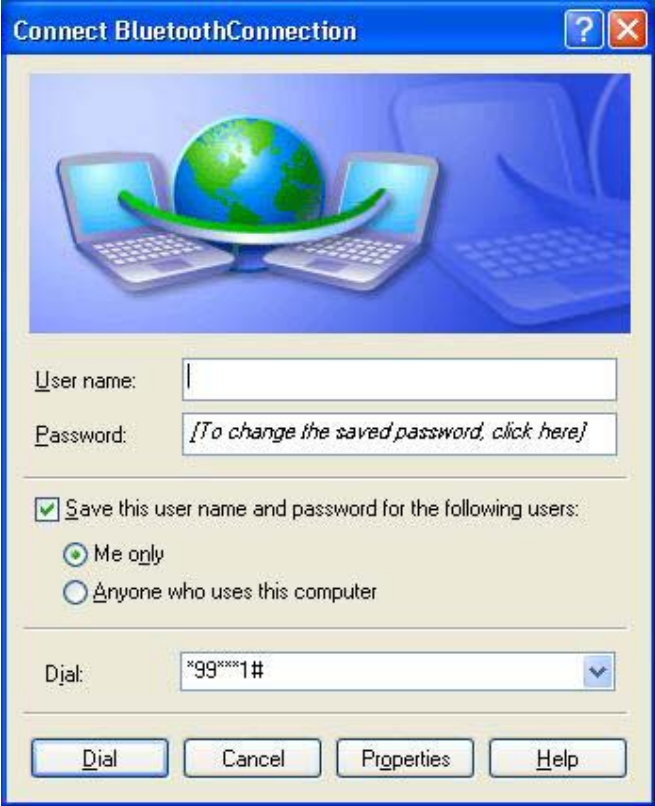 Connect BluetoothConnection
User name:
Password: [To change the saved password, click here]
Save this user name and password for the following users:
Me only
Anyone who uses this computer
Dial: *99***1#
Dial Cancel Properties Help